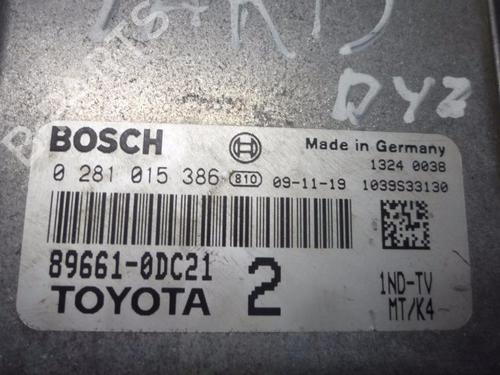 QYZ
BOSCH
Made in Germany
1324 0038
0 281 015 386 810 09-11-19 1039S33130
89661-0DC21
TOYOTA 2
1ND-TV
MT/K4